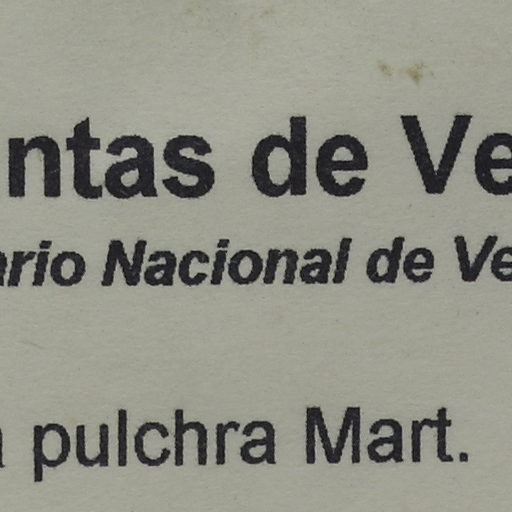 ntas de Ve
ario Nacional de Ve
a pulchra Mart.